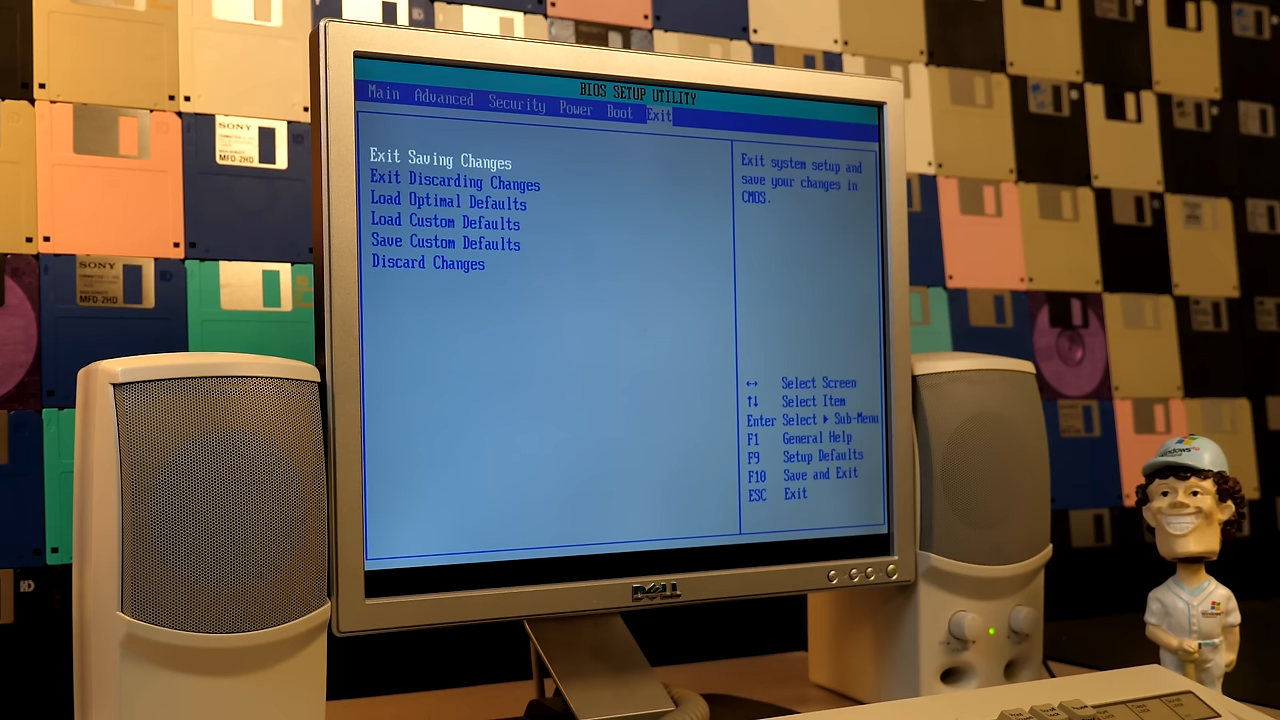 BIOS SETUP UTILITY
Main Advanced Security Power Boot Exit
Exit Saving Changes
Exit Discarding Changes
Load Optimal Defaults
Load Custom Defaults
Save Custom Defaults
Discard Changes
Exit system setup and
save your changes in
CMOS.
↔ Select Screen
↑↓ Select Item
Enter Select ▶ Sub-Menu
F1 General Help
F9 Setup Defaults
F10 Save and Exit
ESC Exit
DELL
SONY
MFD-2HD
SONY
MFD-2HD
HD
Windows